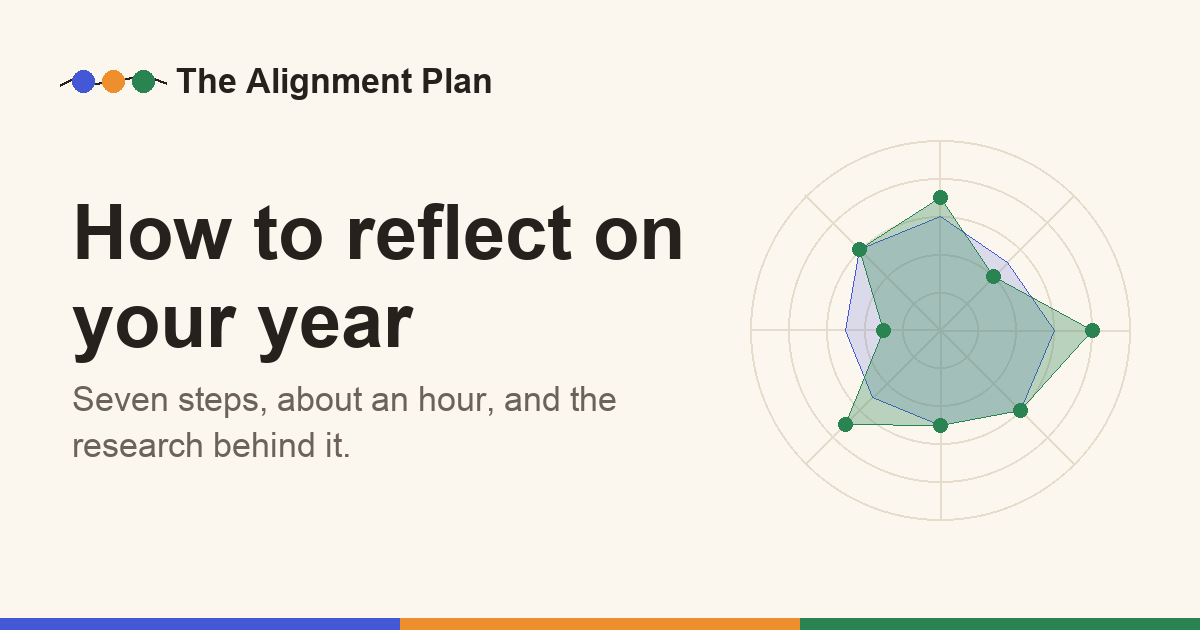 The Alignment Plan
How to reflect on
your year
Seven steps, about an hour, and the
research behind it.